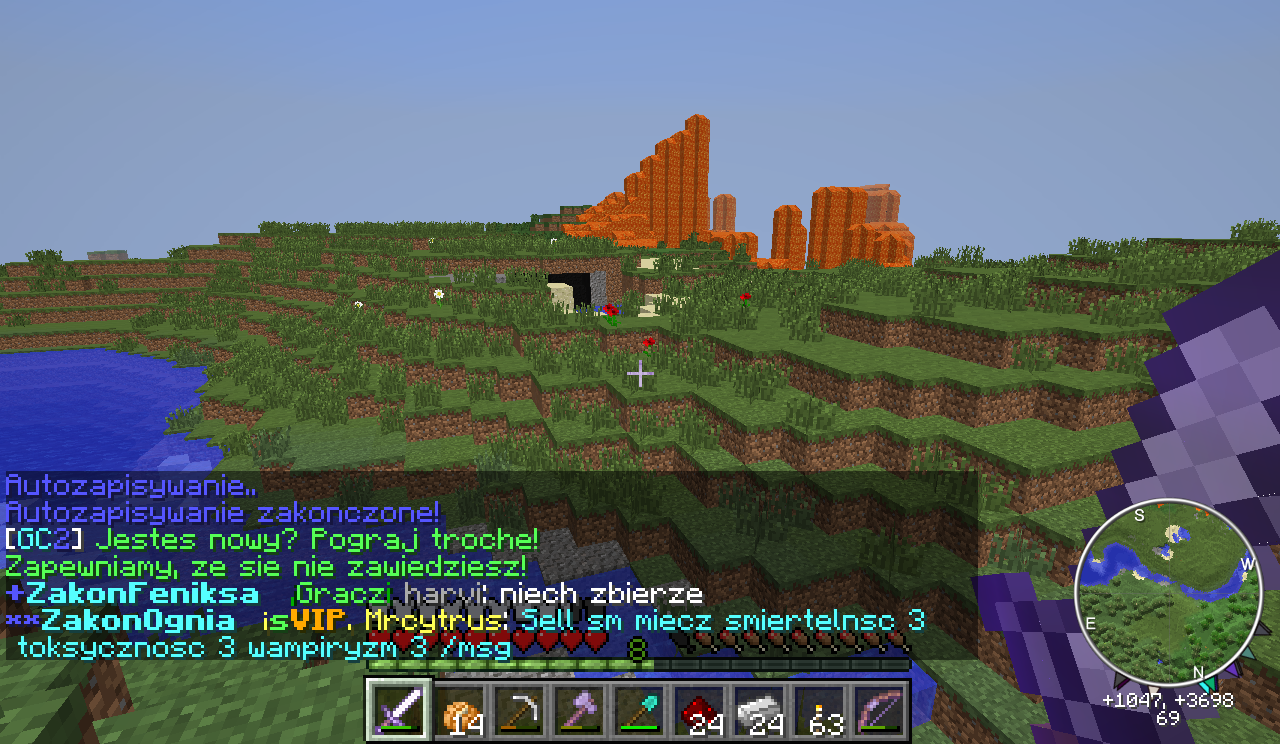 Autozapisywanie..
Autozapisywanie zakonczone!
[GC2] Jestes nowy? Pograj troche!
Zapewniamy, ze sie nie zawiedziesz!
+ZakonFeniksa Gracz harvi: niech zbierze
**ZakonOgnia isVIP. Mrcytrus: Sell sm miecz smiertelnsc 3
toksycznosc 3 wampiryzm 3 /msg
8
14
24
24
63
S
W
E
N
+1047, +3698
69